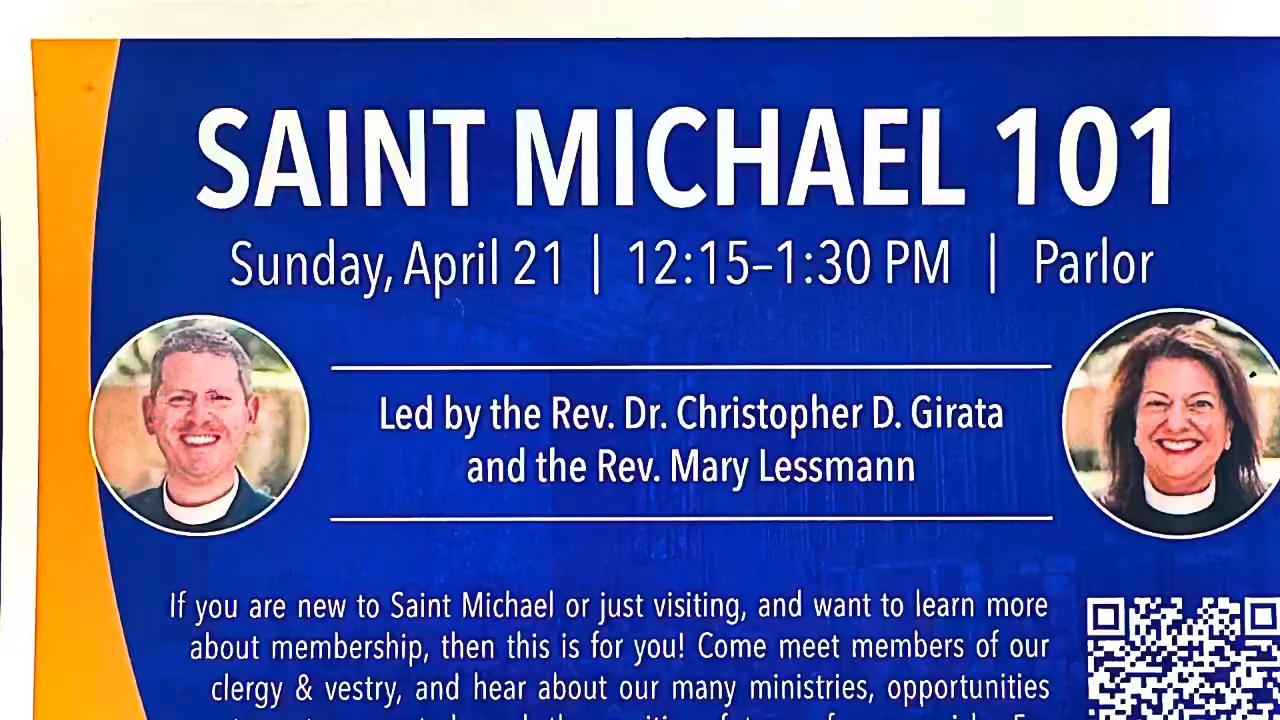 SAINT MICHAEL 101
Sunday, April 21 | 12:15–1:30 PM | Parlor
Led by the Rev. Dr. Christopher D. Girata
and the Rev. Mary Lessmann
If you are new to Saint Michael or just visiting, and want to learn more
about membership, then this is for you! Come meet members of our
clergy & vestry, and hear about our many ministries, opportunities